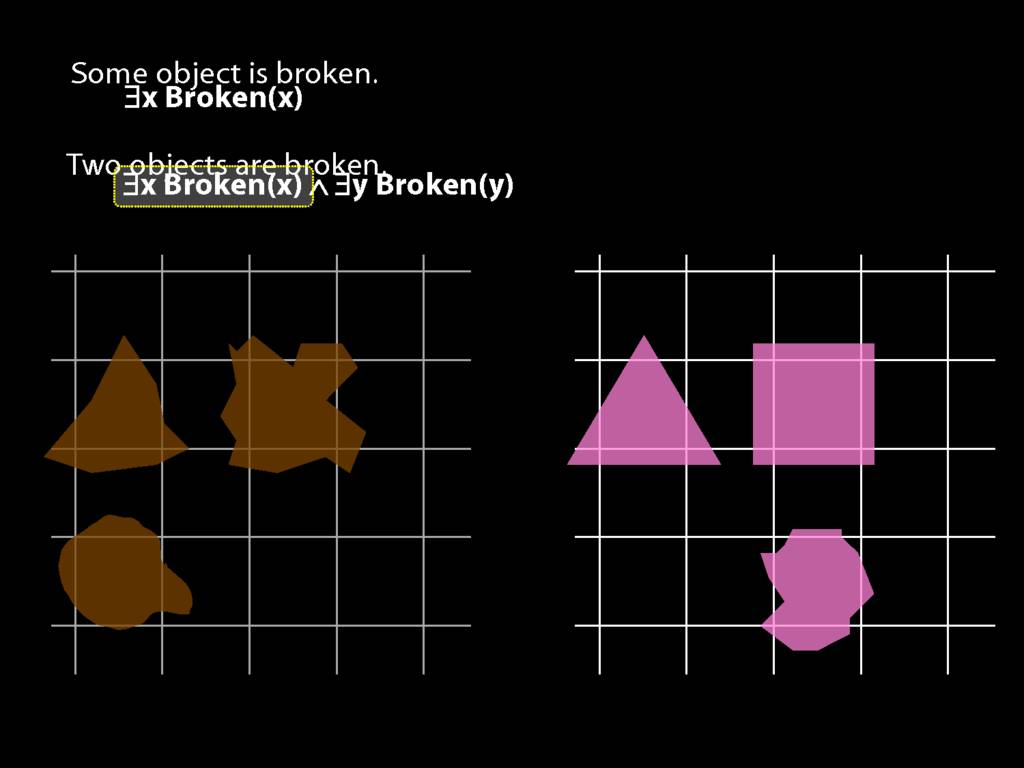 Some object is broken.
∃x Broken(x)
Two objects are broken.
∃x Broken(x) ∧ ∃y Broken(y)